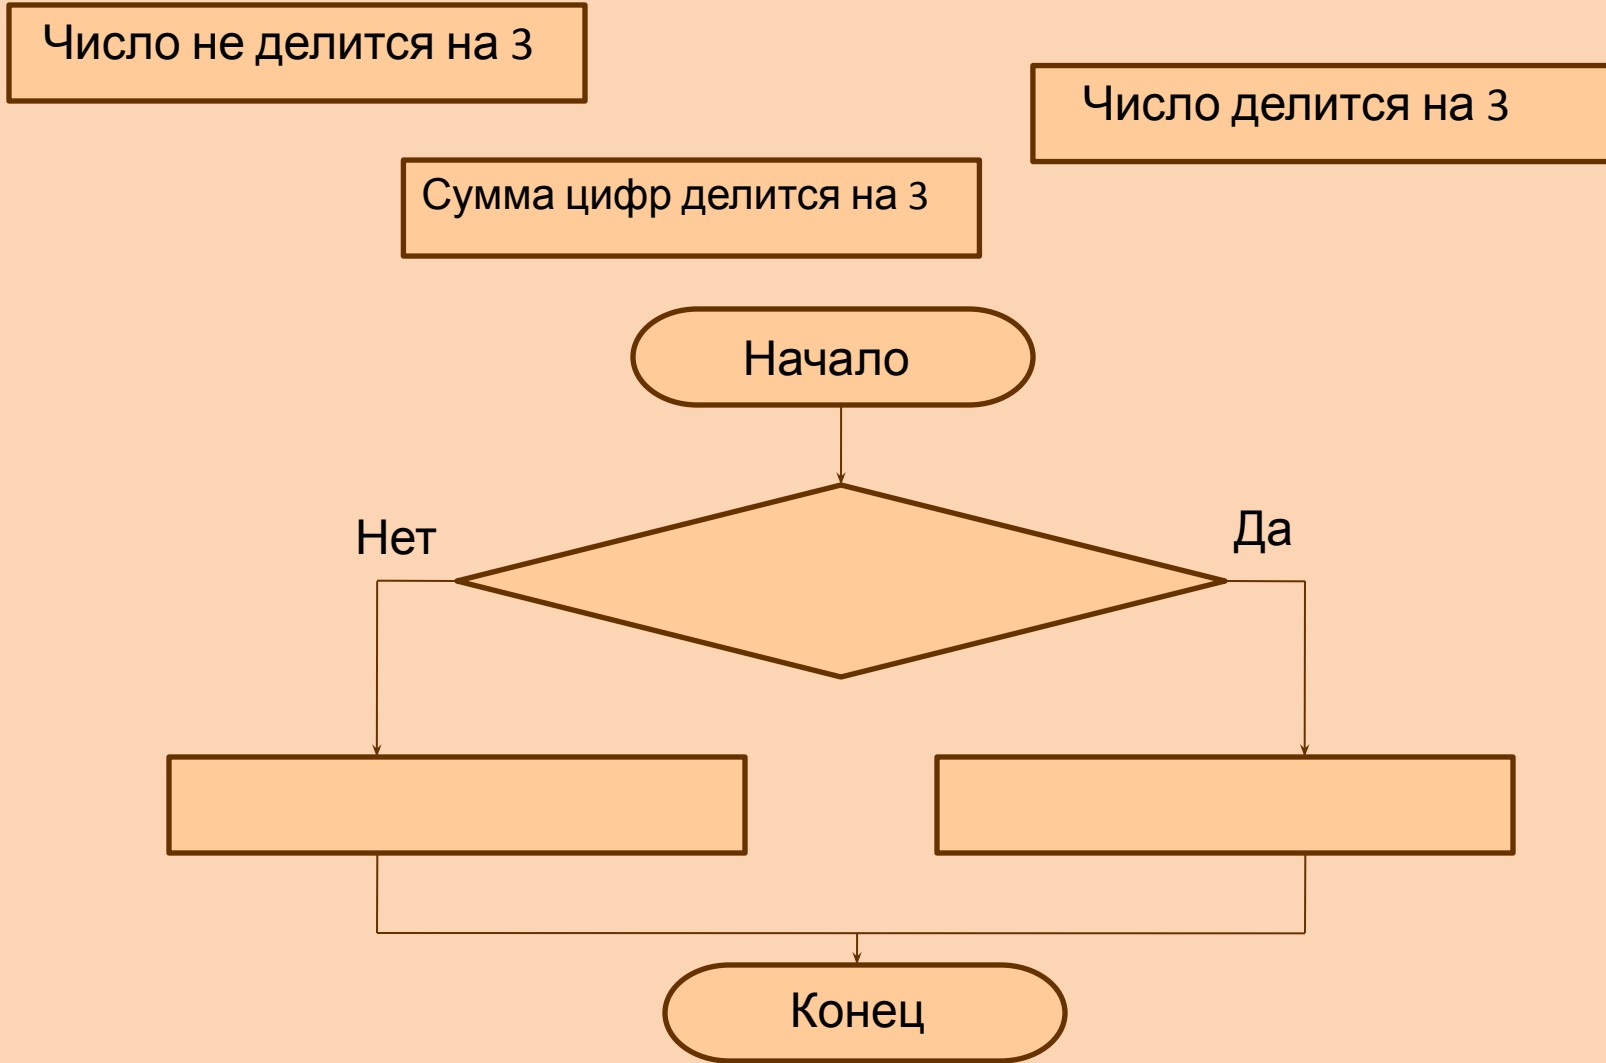 Число не делится на 3
Число делится на 3
Сумма цифр делится на 3
Начало
Нет
Да
Конец